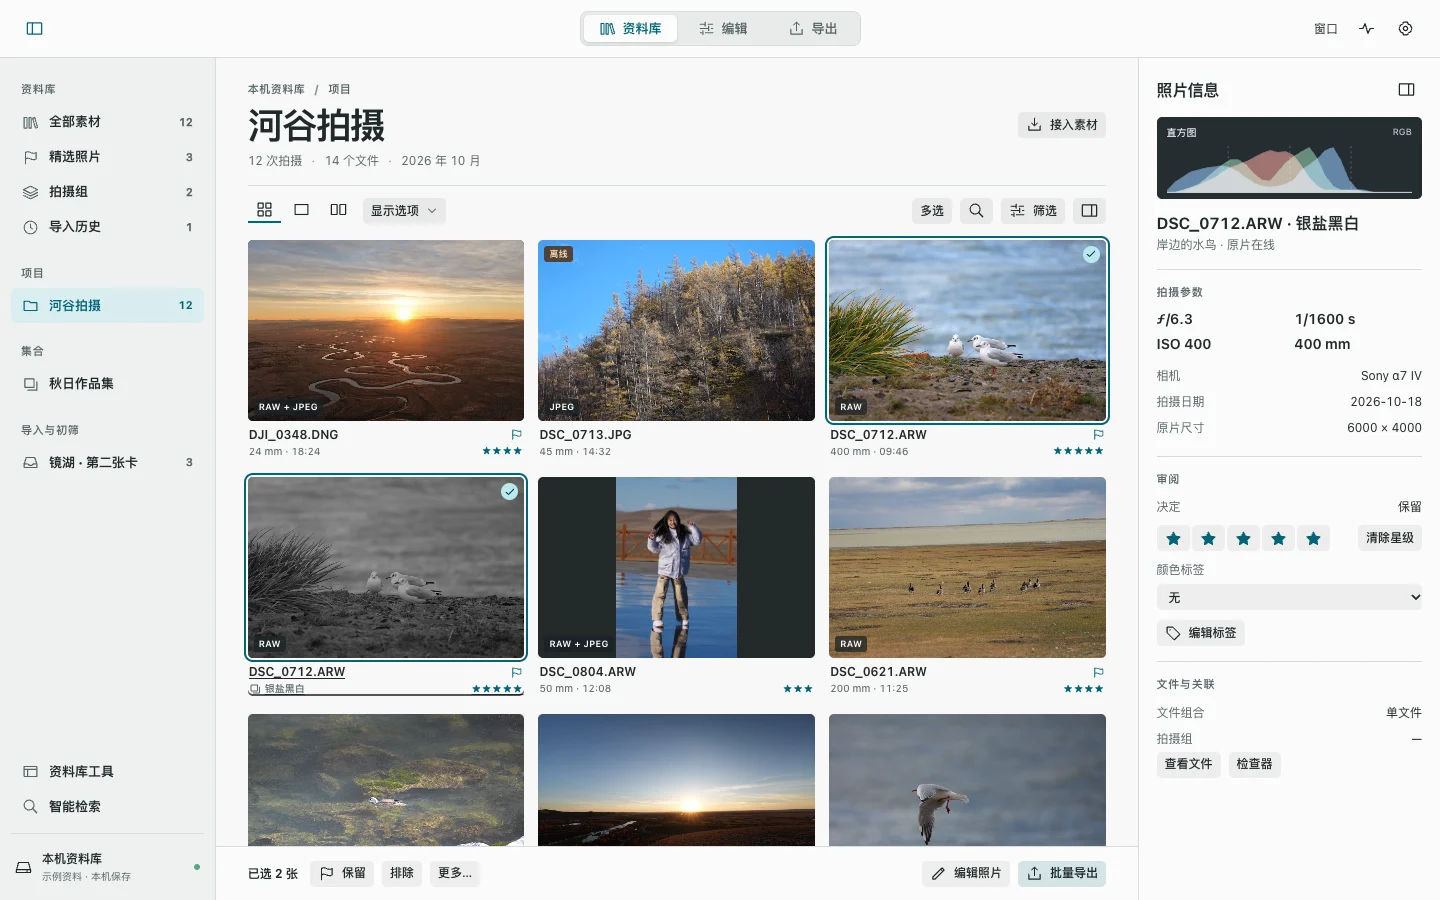 资料库
编辑
导出
窗口
资料库
全部素材 12
精选照片 3
拍摄组 2
导入历史 1
项目
河谷拍摄 12
集合
秋日作品集
导入与初筛
镜湖 · 第二张卡 3
资料库工具
智能检索
本机资料库
示例资料 · 本机保存
本机资料库 / 项目
河谷拍摄
12 次拍摄 · 14 个文件 · 2026 年 10 月
接入素材
显示选项
多选
筛选
RAW + JPEG
DJI_0348.DNG
24 mm · 18:24
离线
JPEG
DSC_0713.JPG
45 mm · 14:32
RAW
DSC_0712.ARW
400 mm · 09:46
RAW
DSC_0712.ARW
银盐黑白
RAW + JPEG
DSC_0804.ARW
50 mm · 12:08
RAW
DSC_0621.ARW
200 mm · 11:25
已选 2 张
保留
排除
更多...
编辑照片
批量导出
照片信息
直方图 RGB
DSC_0712.ARW · 银盐黑白
岸边的水鸟 · 原片在线
拍摄参数
ƒ/6.3 1/1600 s
ISO 400 400 mm
相机 Sony α7 IV
拍摄日期 2026-10-18
原片尺寸 6000 × 4000
审阅
决定 保留
清除星级
颜色标签
无
编辑标签
文件与关联
文件组合 单文件
拍摄组 —
查看文件 检查器